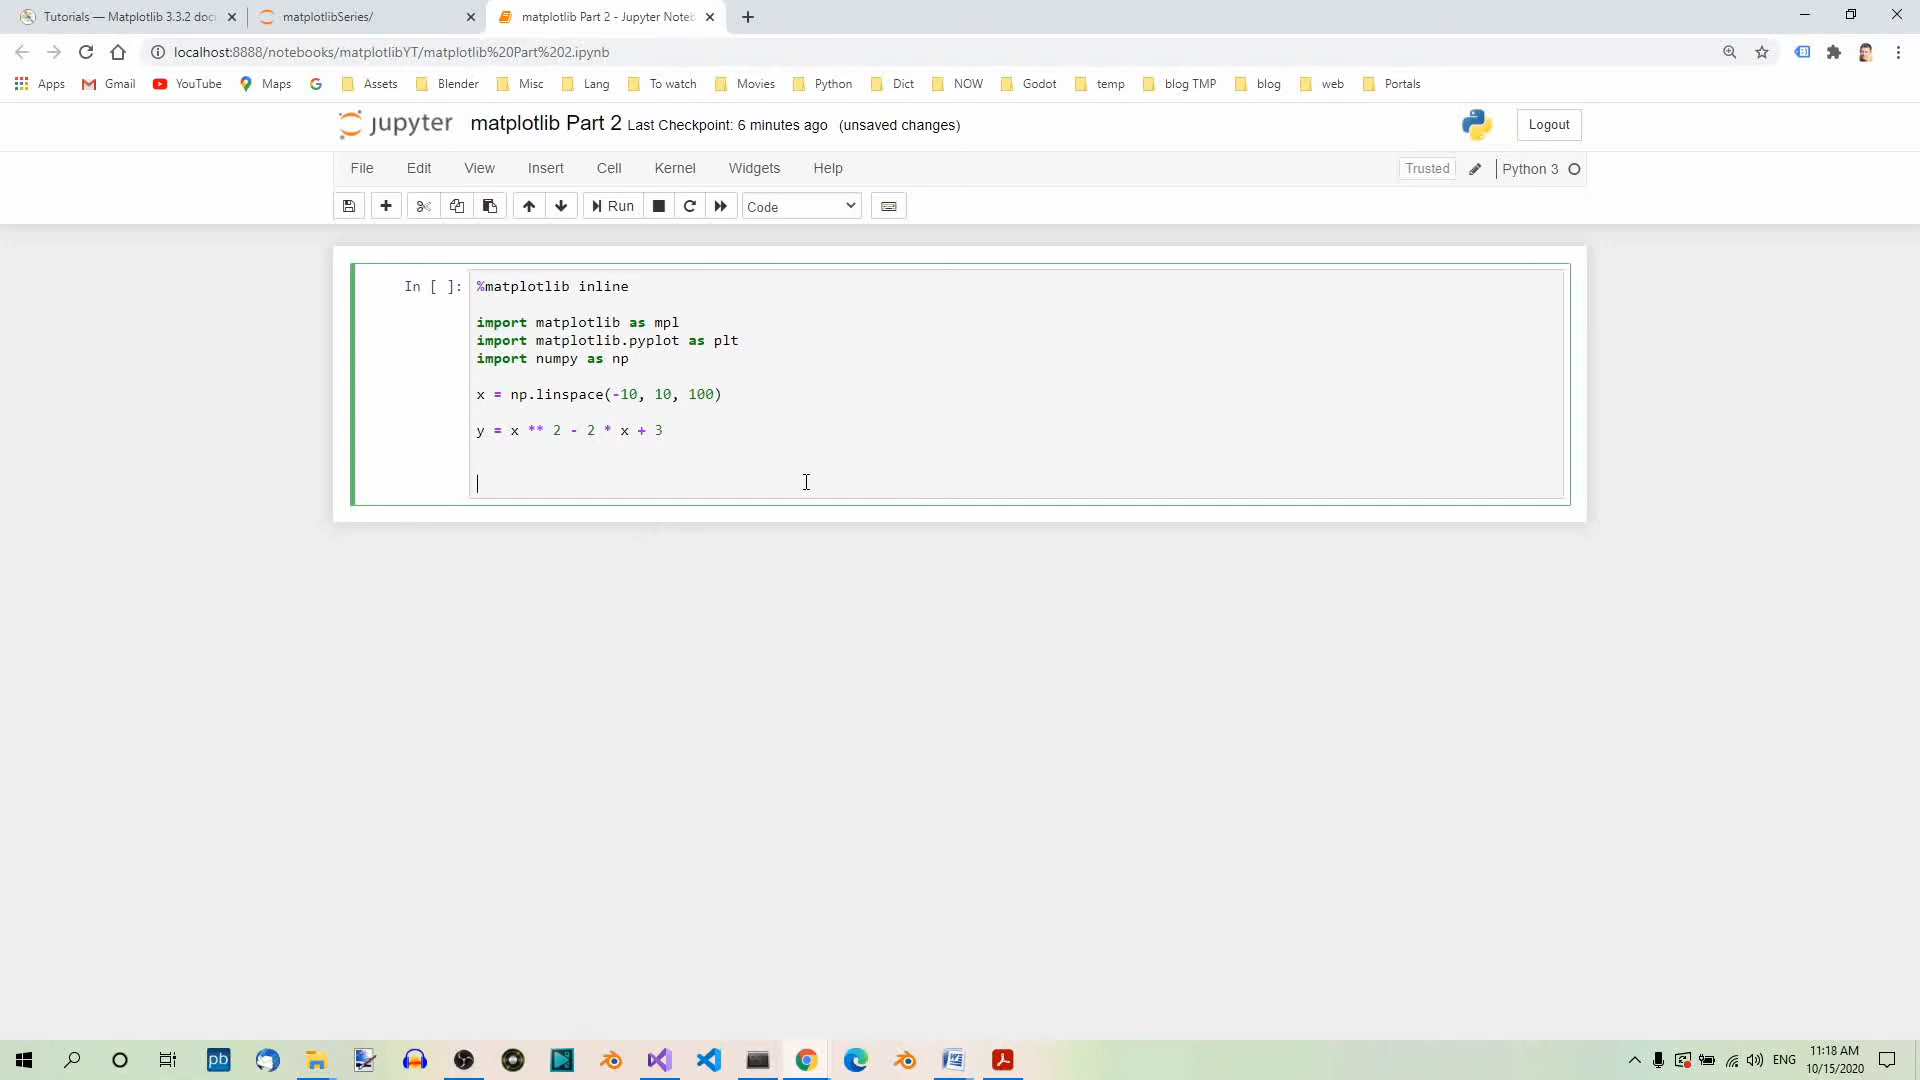 Tutorials — Matplotlib 3.3.2 doc
matplotlibSeries/
matplotlib Part 2 - Jupyter Noteb
localhost:8888/notebooks/matplotlibYT/matplotlib%20Part%202.ipynb
Apps Gmail YouTube Maps Assets Blender Misc Lang To watch Movies Python Dict NOW Godot temp blog TMP blog web Portals
jupyter matplotlib Part 2 Last Checkpoint: 6 minutes ago (unsaved changes) Logout
File Edit View Insert Cell Kernel Widgets Help Trusted Python 3
Run Code
In [ ]: %matplotlib inline
import matplotlib as mpl
import matplotlib.pyplot as plt
import numpy as np
x = np.linspace(-10, 10, 100)
y = x ** 2 - 2 * x + 3
pb ENG 11:18 AM
10/15/2020